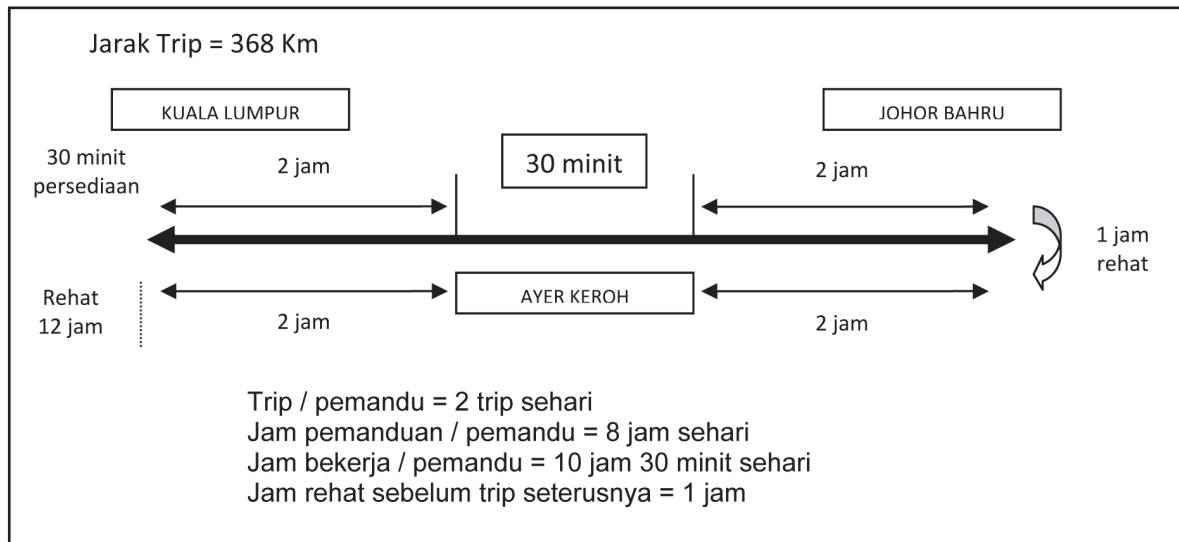 Jarak Trip = 368 Km
KUALA LUMPUR
JOHOR BAHRU
30 minit
persediaan
2 jam
30 minit
2 jam
1 jam
rehat
Rehat
12 jam
2 jam
AYER KEROH
2 jam
Trip / pemandu = 2 trip sehari
Jam pemanduan / pemandu = 8 jam sehari
Jam bekerja / pemandu = 10 jam 30 minit sehari
Jam rehat sebelum trip seterusnya = 1 jam